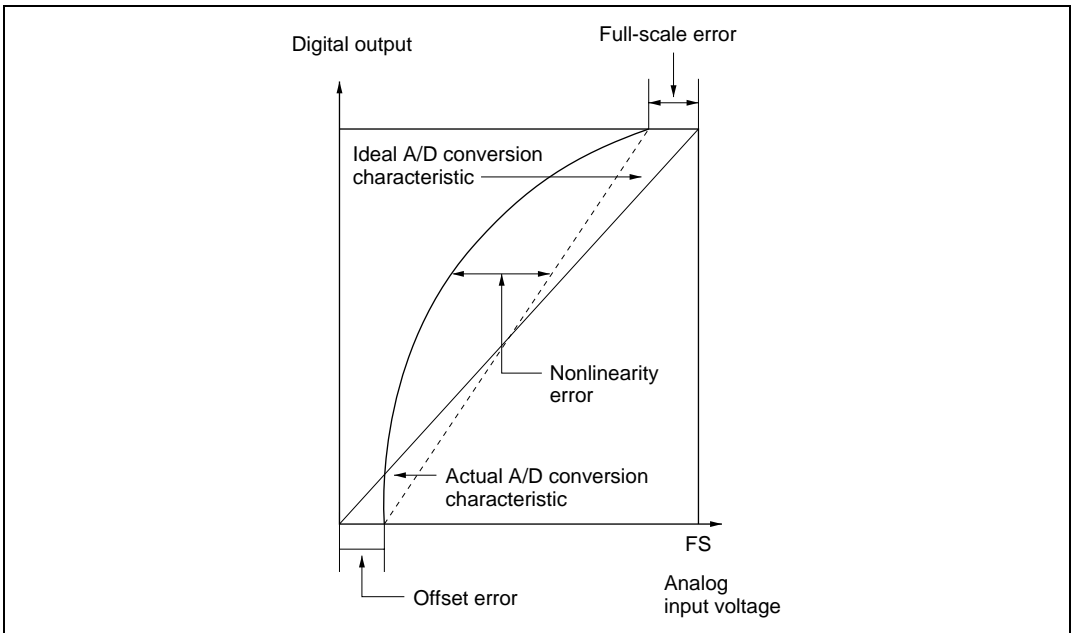 Digital output
Full-scale error
Ideal A/D conversion
characteristic
Nonlinearity
error
Actual A/D conversion
characteristic
FS
Offset error
Analog
input voltage